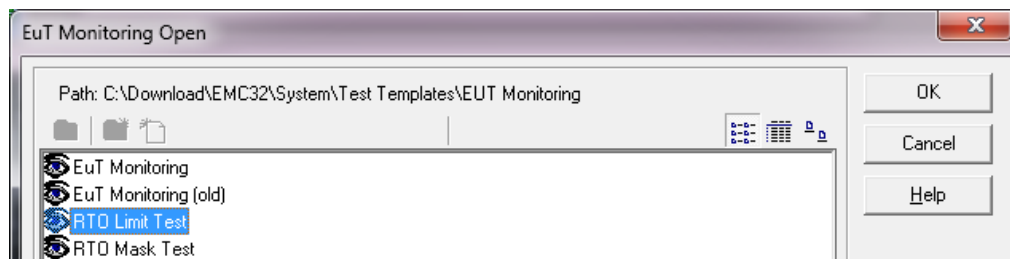 EuT Monitoring Open
Path: C:\Download\EMC32\System\Test Templates\EUT Monitoring
OK
Cancel
EuT Monitoring
EuT Monitoring (old)
Help
RTO Limit Test
RTO Mask Test